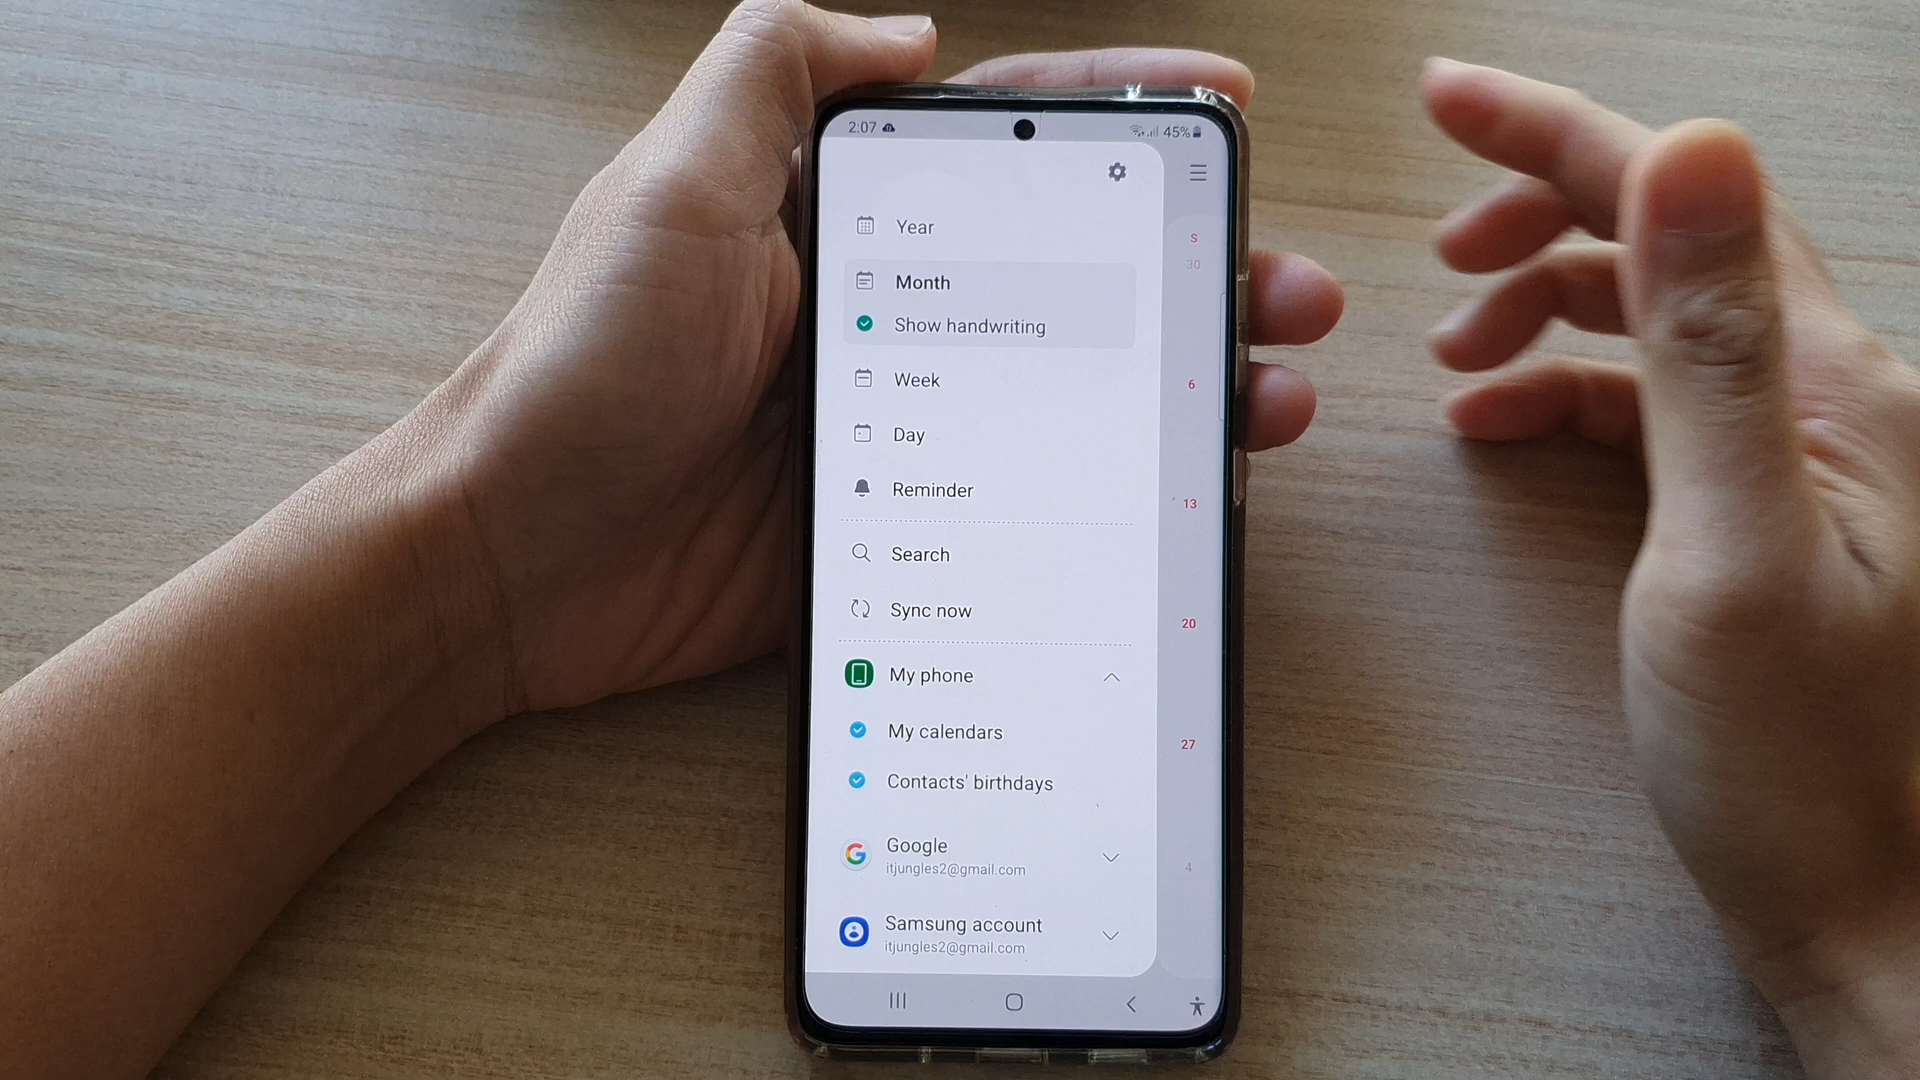 2:07
45%
Year
S
30
Month
Show handwriting
Week
6
Day
Reminder
13
Search
Sync now
20
My phone
My calendars
27
Contacts' birthdays
Google
itjungles2@gmail.com
4
Samsung account
itjungles2@gmail.com